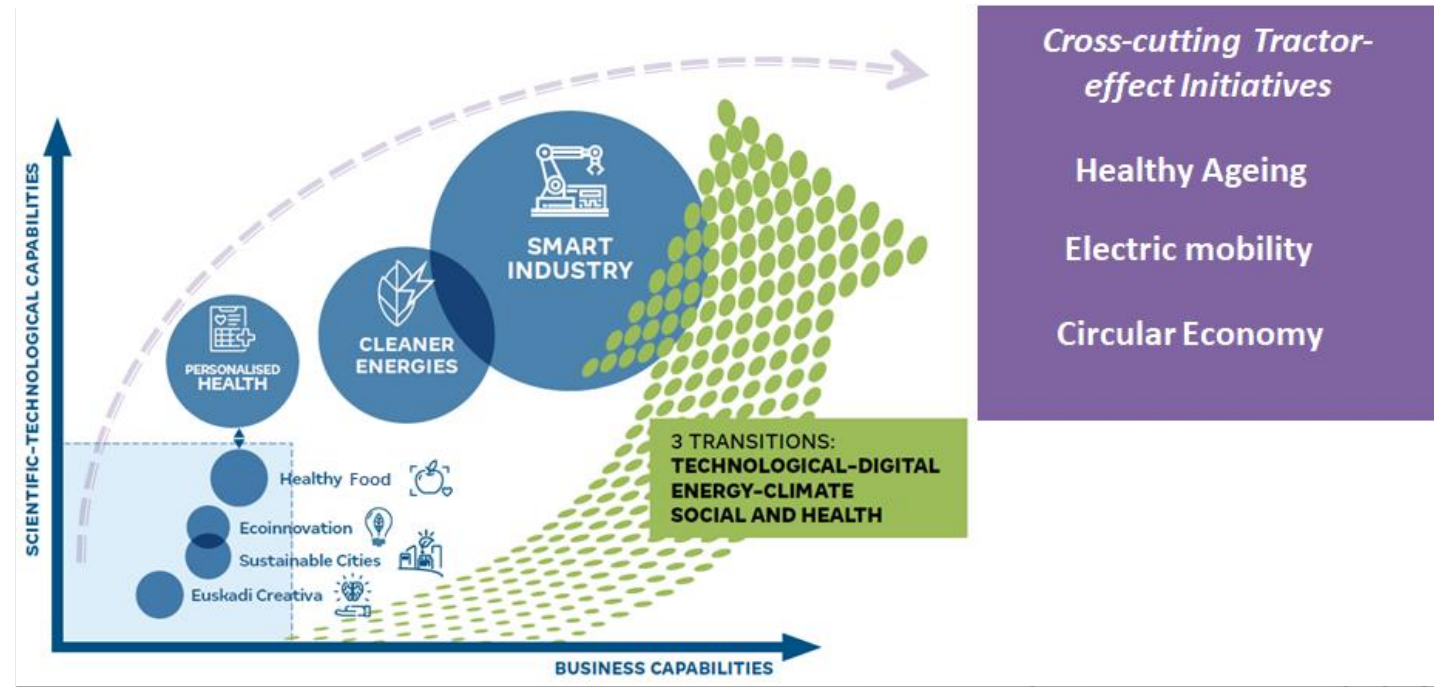 Cross-cutting Tractor-
effect Initiatives
Healthy Ageing
Electric mobility
Circular Economy
SCIENTIFIC-TECHNOLOGICAL CAPABILITIES
SMART
INDUSTRY
CLEANER
ENERGIES
PERSONALISED
HEALTH
Healthy Food
Ecoinnovation
Sustainable Cities
Euskadi Creativa
3 TRANSITIONS:
TECHNOLOGICAL-DIGITAL
ENERGY-CLIMATE
SOCIAL AND HEALTH
BUSINESS CAPABILITIES